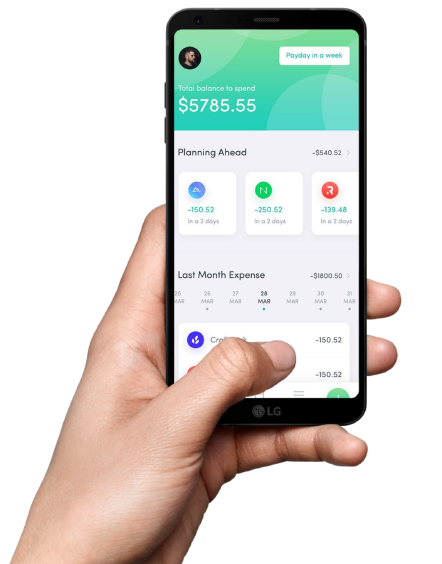 Payday in a week
Total balance to spend
$5785.55
Planning Ahead
-$540.52
-150.52
In a 2 days
-250.52
In a 2 days
-139.48
In a 2 days
Last Month Expense
-$1800.50
25 26 27 28 29 30 31
MAR MAR MAR MAR MAR MAR MAR
-150.52
-150.52
LG